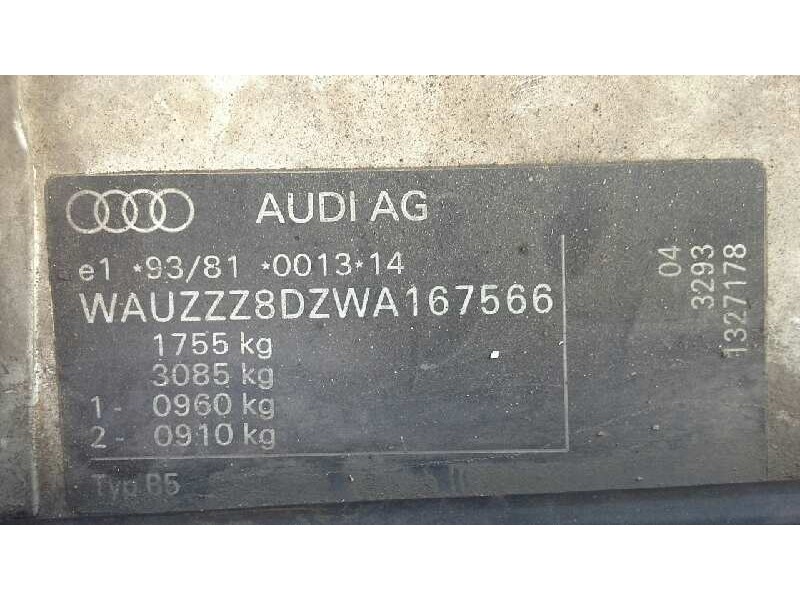 AUDI AG
e1 *93/81 *0013*14
WAUZZZ8DZWA167566
1755 kg
3085 kg
1- 0960 kg
2- 0910 kg
Typ B5
04
3293
1327178